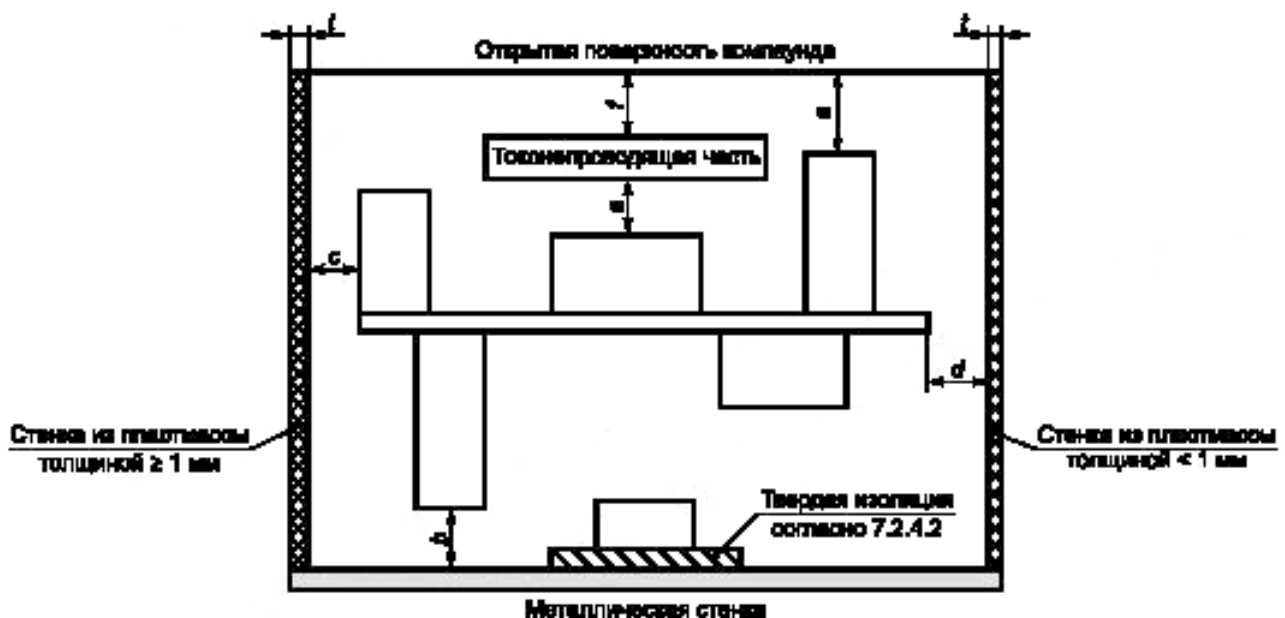 t
t
Открытая поверхность компаунда
f
a
Токонепроводящая часть
a
c
d
Стенка из пластмассы
толщиной ≥ 1 мм
Стенка из пластмассы
толщиной < 1 мм
Твердая изоляция
согласно 7.2.4.2
b
Металлическая стенка